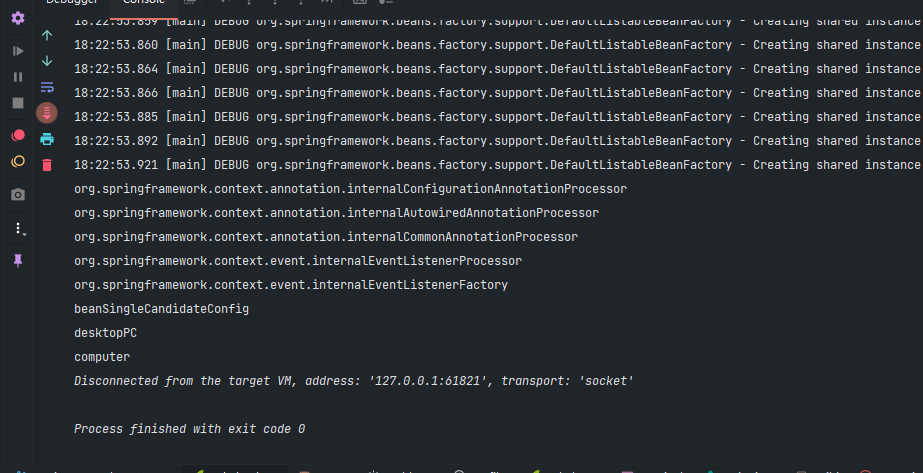 Debugger Console
18:22:53.859 [main] DEBUG org.springframework.beans.factory.support.DefaultListableBeanFactory - Creating shared instance
18:22:53.860 [main] DEBUG org.springframework.beans.factory.support.DefaultListableBeanFactory - Creating shared instance
18:22:53.864 [main] DEBUG org.springframework.beans.factory.support.DefaultListableBeanFactory - Creating shared instance
18:22:53.866 [main] DEBUG org.springframework.beans.factory.support.DefaultListableBeanFactory - Creating shared instance
18:22:53.885 [main] DEBUG org.springframework.beans.factory.support.DefaultListableBeanFactory - Creating shared instance
18:22:53.892 [main] DEBUG org.springframework.beans.factory.support.DefaultListableBeanFactory - Creating shared instance
18:22:53.921 [main] DEBUG org.springframework.beans.factory.support.DefaultListableBeanFactory - Creating shared instance
org.springframework.context.annotation.internalConfigurationAnnotationProcessor
org.springframework.context.annotation.internalAutowiredAnnotationProcessor
org.springframework.context.annotation.internalCommonAnnotationProcessor
org.springframework.context.event.internalEventListenerProcessor
org.springframework.context.event.internalEventListenerFactory
beanSingleCandidateConfig
desktopPC
computer
Disconnected from the target VM, address: '127.0.0.1:61821', transport: 'socket'
Process finished with exit code 0